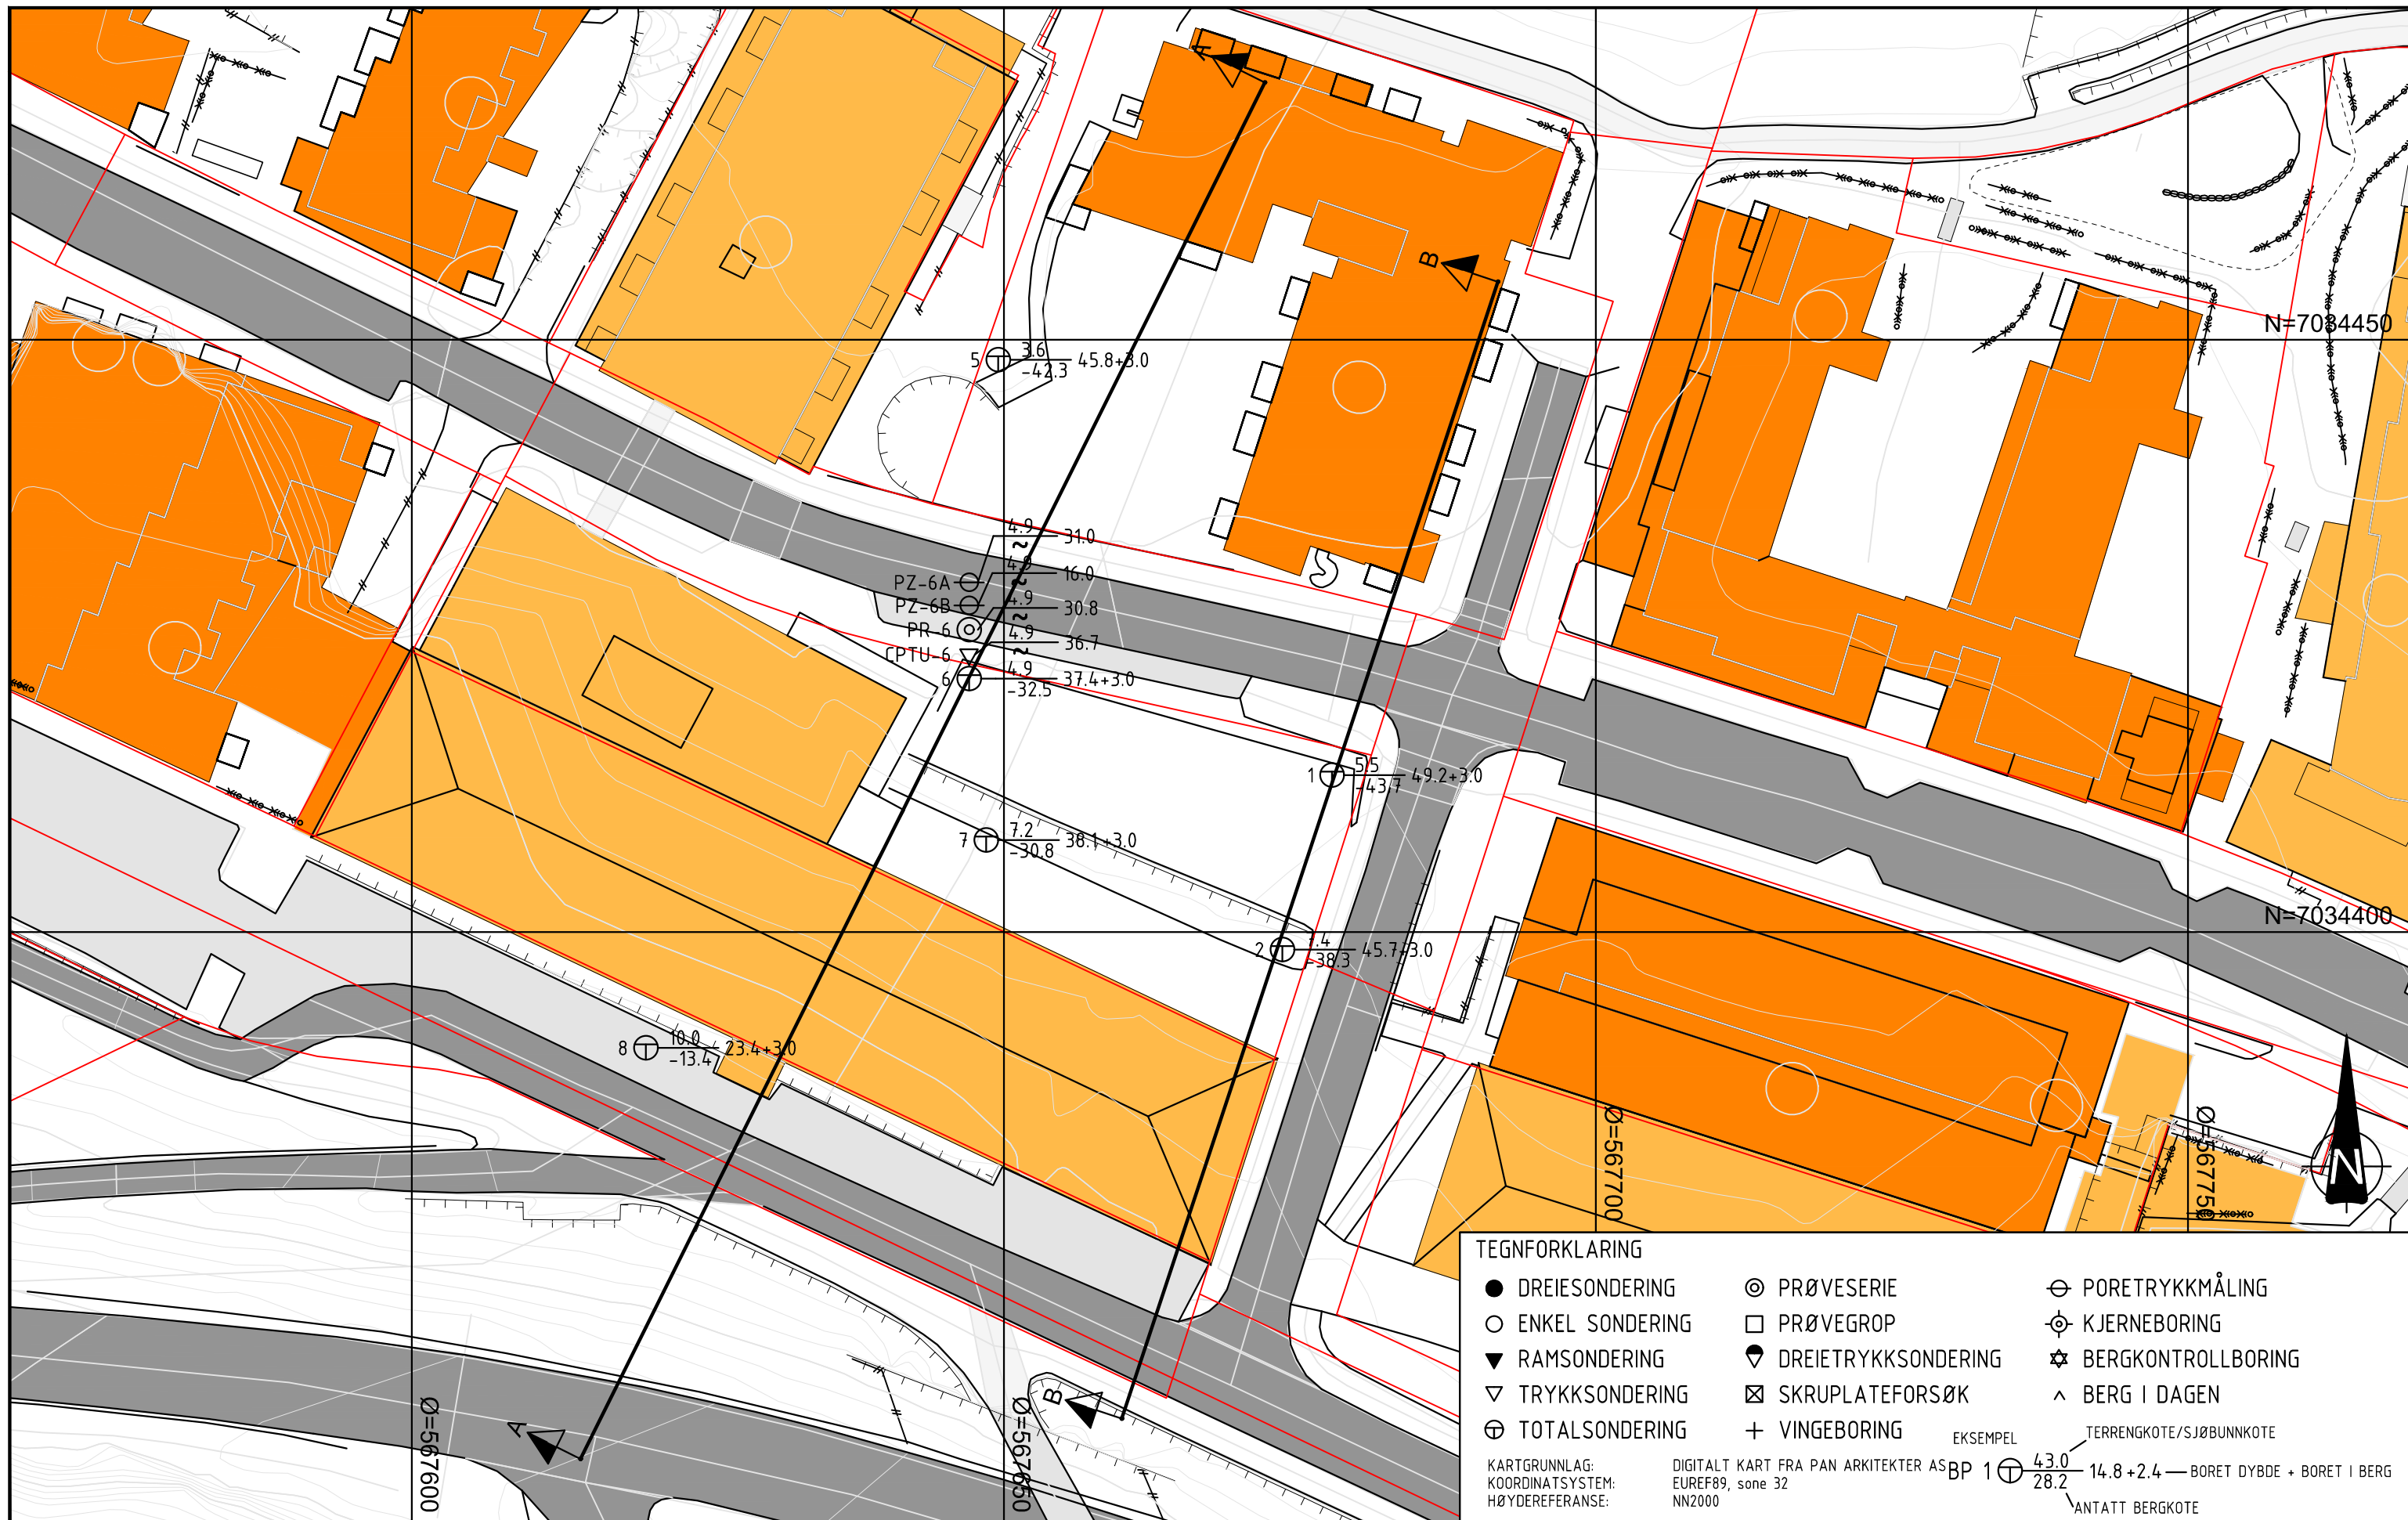 A
B
N=7034450
5 3.6 45.8+3.0
-42.3
4.9 31.0
4.9 16.0
PZ-6A
PZ-6B 4.9 30.8
PR-6
4.9 36.7
CPTU-6
6 4.9 37.4+3.0
-32.5
1 5.5 49.2+3.0
-43.7
7 7.2 38.1+3.0
-30.8
N=7034400
2 45.7+3.0
-38.3
8 10.0 23.4+3.0
-13.4
Ø=567700
Ø=567750
N
A
Ø=567600
Ø=567650
B
TEGNFORKLARING
DREIESONDERING
PRØVESERIE
PORETRYKKMÅLING
ENKEL SONDERING
PRØVEGROP
KJERNEBORING
RAMSONDERING
DREIETRYKKSONDERING
BERGKONTROLLBORING
TRYKKSONDERING
SKRUPLATEFORSØK
BERG I DAGEN
TOTALSONDERING
VINGEBORING
EKSEMPEL
TERRENGKOTE/SJØBUNNKOTE
BP 1 43.0 14.8 +2.4 BORET DYBDE + BORET I BERG
28.2
ANTATT BERGKOTE
KARTGRUNNLAG: DIGITALT KART FRA PAN ARKITEKTER AS
KOORDINATSYSTEM: EUREF89, sone 32
HØYDEREFERANSE: NN2000